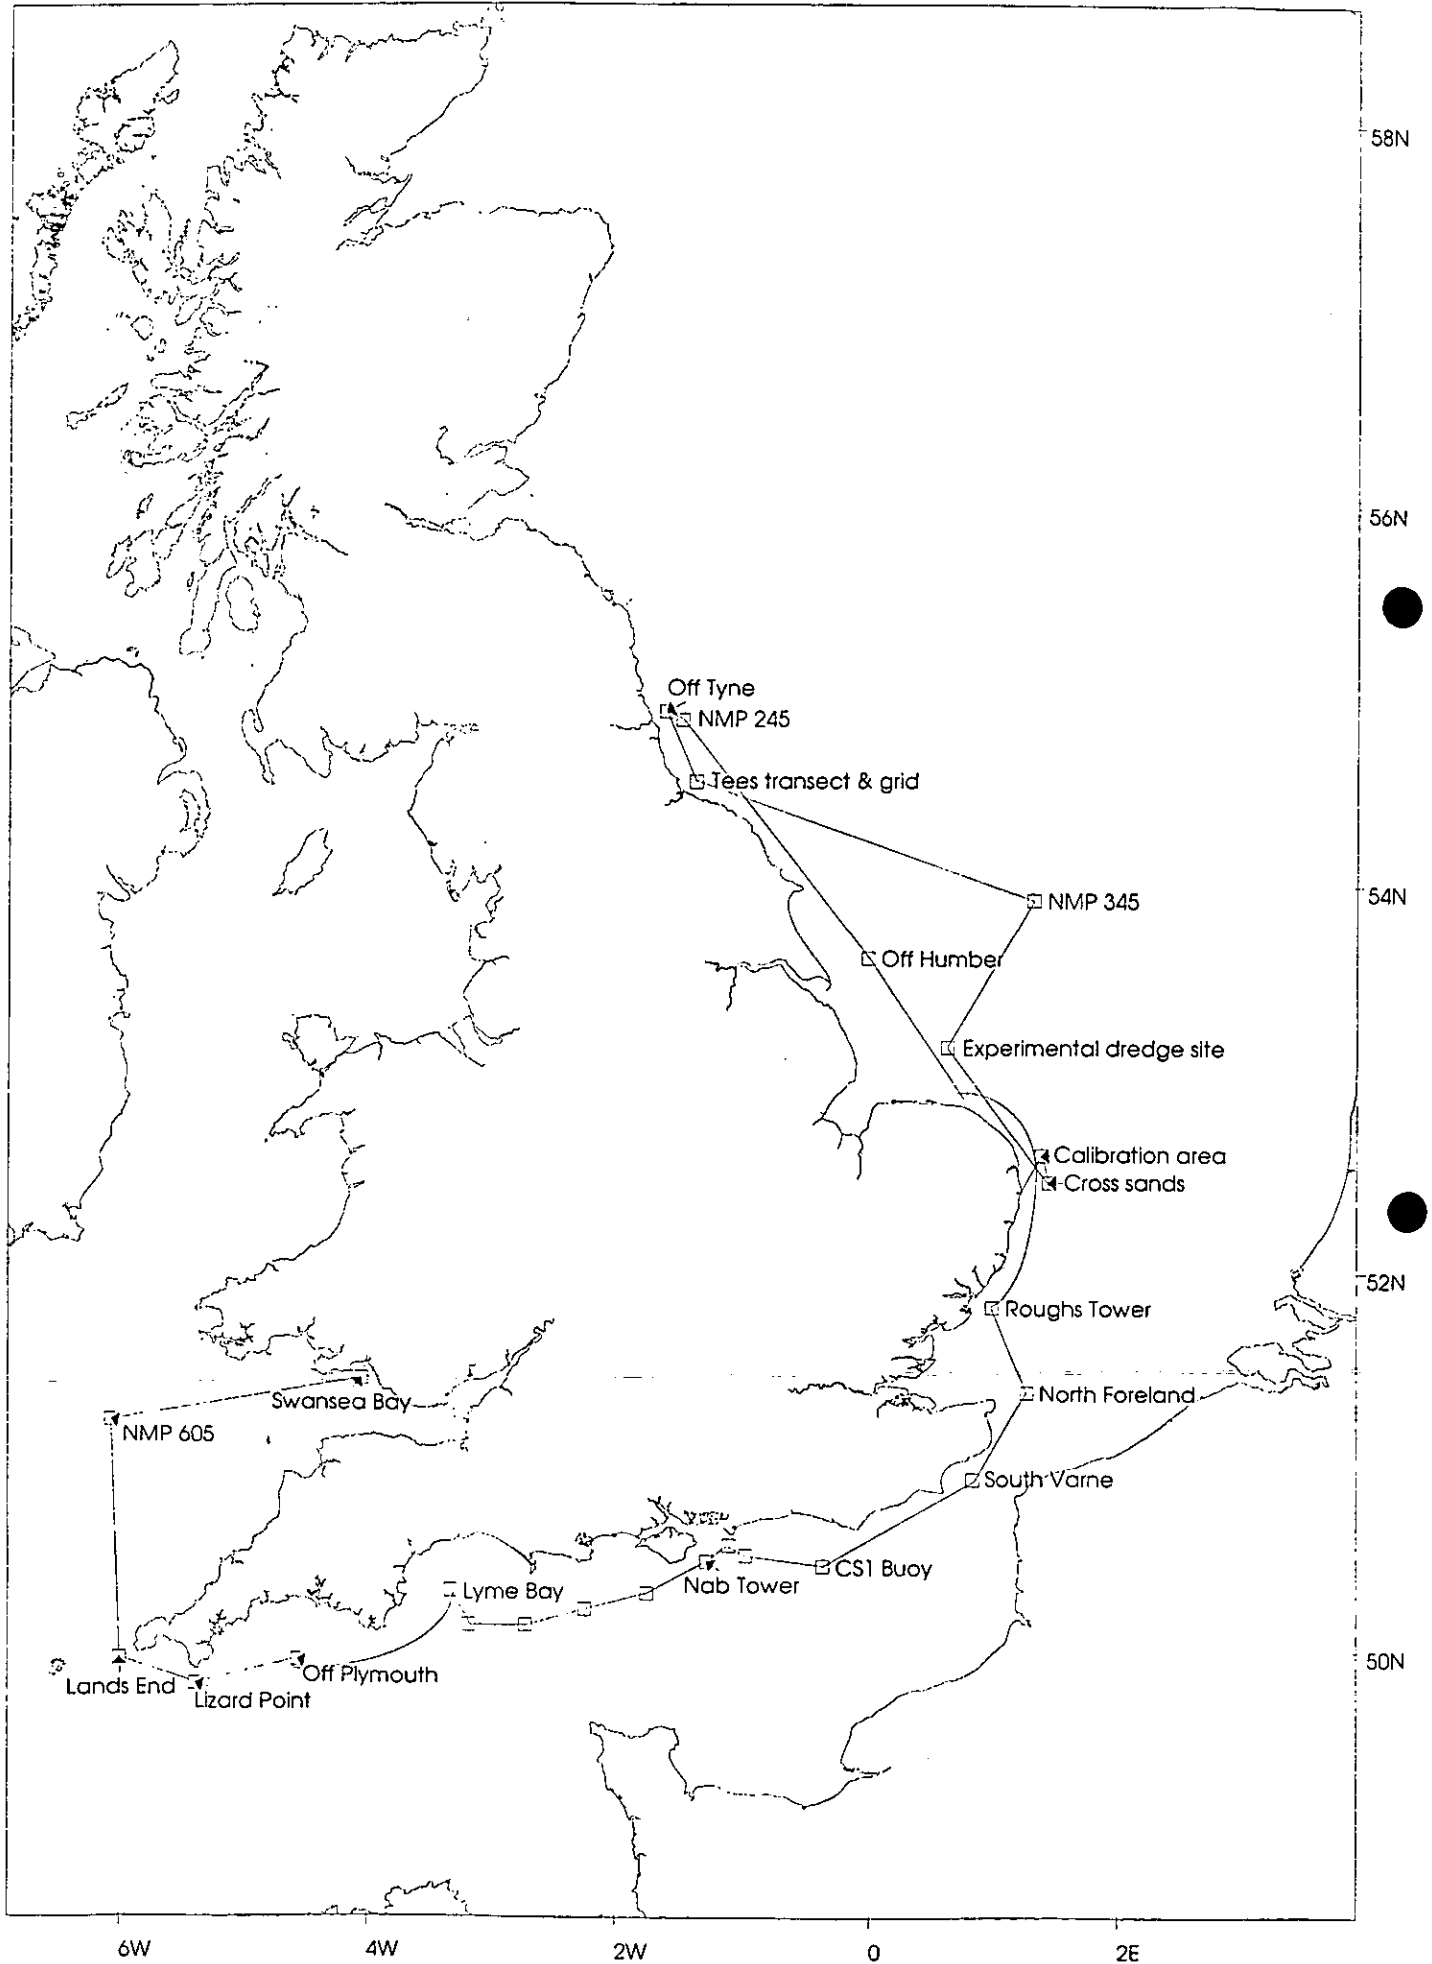 58N
56N
Off Tyne
NMP 245
Tees transect & grid
54N
NMP 345
Off Humber
Experimental dredge site
Calibration area
Cross sands
52N
Roughs Tower
Swansea Bay
North Foreland
NMP 605
South Varne
CS1 Buoy
Nab Tower
Lyme Bay
50N
Off Plymouth
Lands End
Lizard Point
6W
4W
2W
0
2E